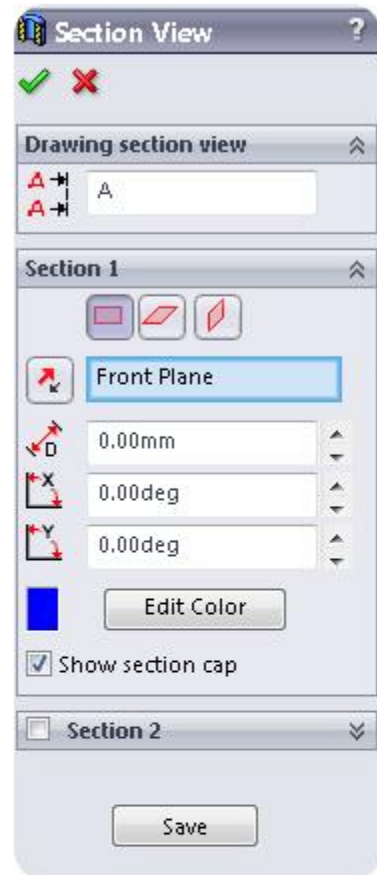 Section View ?
Drawing section view
A
A A
Section 1
Front Plane
D 0.00mm
X 0.00deg
Y 0.00deg
Edit Color
Show section cap
Section 2
Save